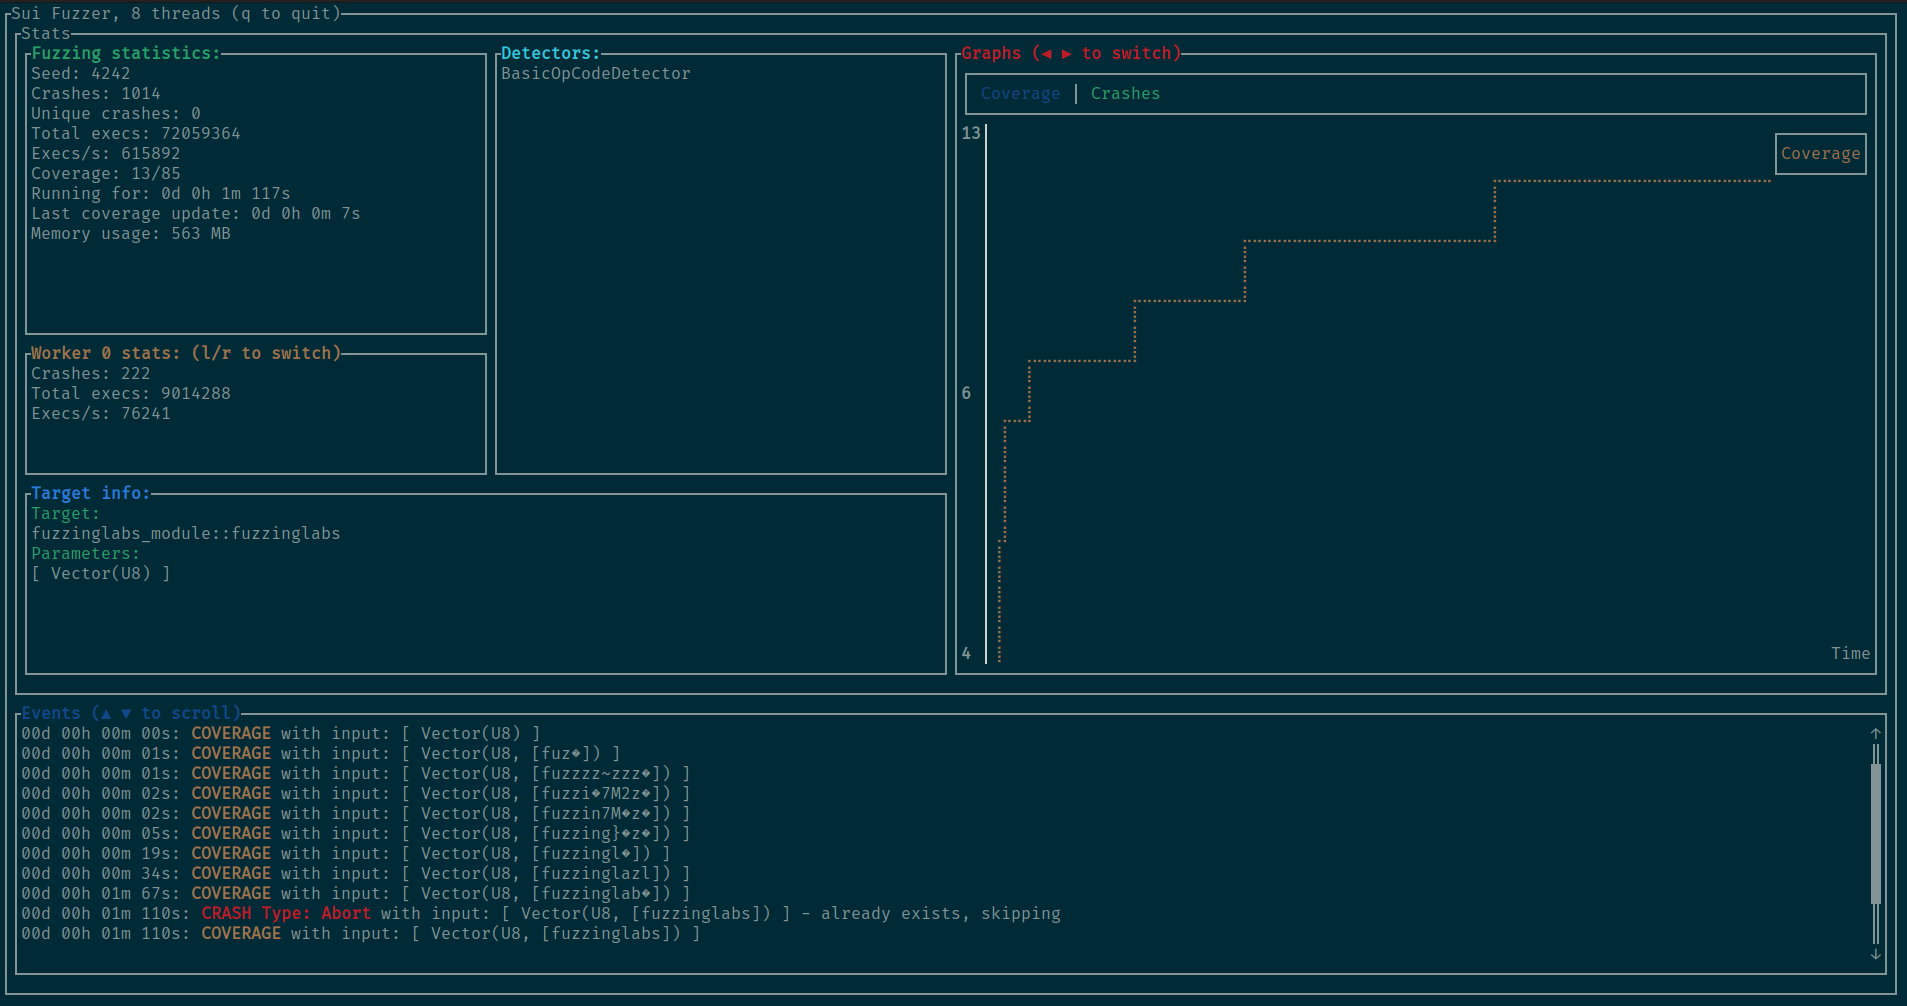 Sui Fuzzer, 8 threads (q to quit)
Stats
Fuzzing statistics:
Seed: 4242
Crashes: 1014
Unique crashes: 0
Total execs: 72059364
Execs/s: 615892
Coverage: 13/85
Running for: 0d 0h 1m 117s
Last coverage update: 0d 0h 0m 7s
Memory usage: 563 MB
Worker 0 stats: (l/r to switch)
Crashes: 222
Total execs: 9014288
Execs/s: 76241
Detectors:
BasicOpCodeDetector
Target info:
Target:
fuzzinglabs_module::fuzzinglabs
Parameters:
[ Vector(U8) ]
Graphs (◄ ► to switch)
Coverage | Crashes
13
Coverage
6
4
Time
Events (▲ ▼ to scroll)
00d 00h 00m 00s: COVERAGE with input: [ Vector(U8) ]
00d 00h 00m 01s: COVERAGE with input: [ Vector(U8, [fuz�]) ]
00d 00h 00m 01s: COVERAGE with input: [ Vector(U8, [fuzzzz~zzz�]) ]
00d 00h 00m 02s: COVERAGE with input: [ Vector(U8, [fuzzi�7M2z�]) ]
00d 00h 00m 02s: COVERAGE with input: [ Vector(U8, [fuzzin7M�z�]) ]
00d 00h 00m 05s: COVERAGE with input: [ Vector(U8, [fuzzing}�z�]) ]
00d 00h 00m 19s: COVERAGE with input: [ Vector(U8, [fuzzingl�]) ]
00d 00h 00m 34s: COVERAGE with input: [ Vector(U8, [fuzzinglazl]) ]
00d 00h 01m 67s: COVERAGE with input: [ Vector(U8, [fuzzinglab�]) ]
00d 00h 01m 110s: CRASH Type: Abort with input: [ Vector(U8, [fuzzinglabs]) ] - already exists, skipping
00d 00h 01m 110s: COVERAGE with input: [ Vector(U8, [fuzzinglabs]) ]